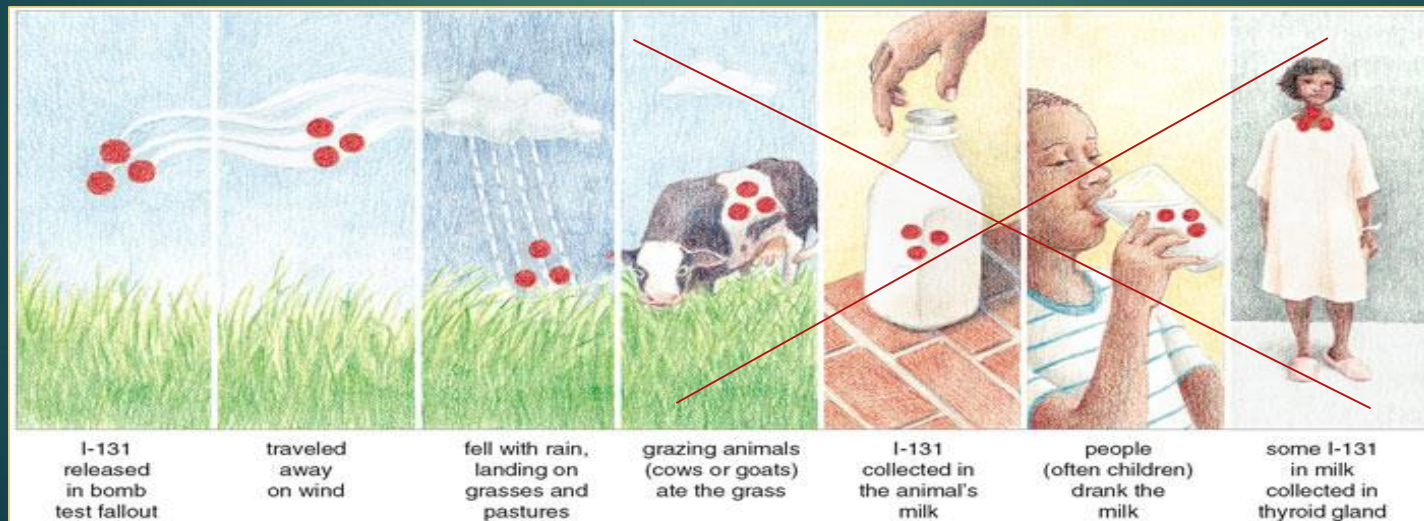 I-131
released
in bomb
test fallout
traveled
away
on wind
fell with rain,
landing on
grasses and
pastures
grazing animals
(cows or goats)
ate the grass
I-131
collected in
the animal's
milk
people
(often children)
drank the
milk
some I-131
in milk
collected in
thyroid gland